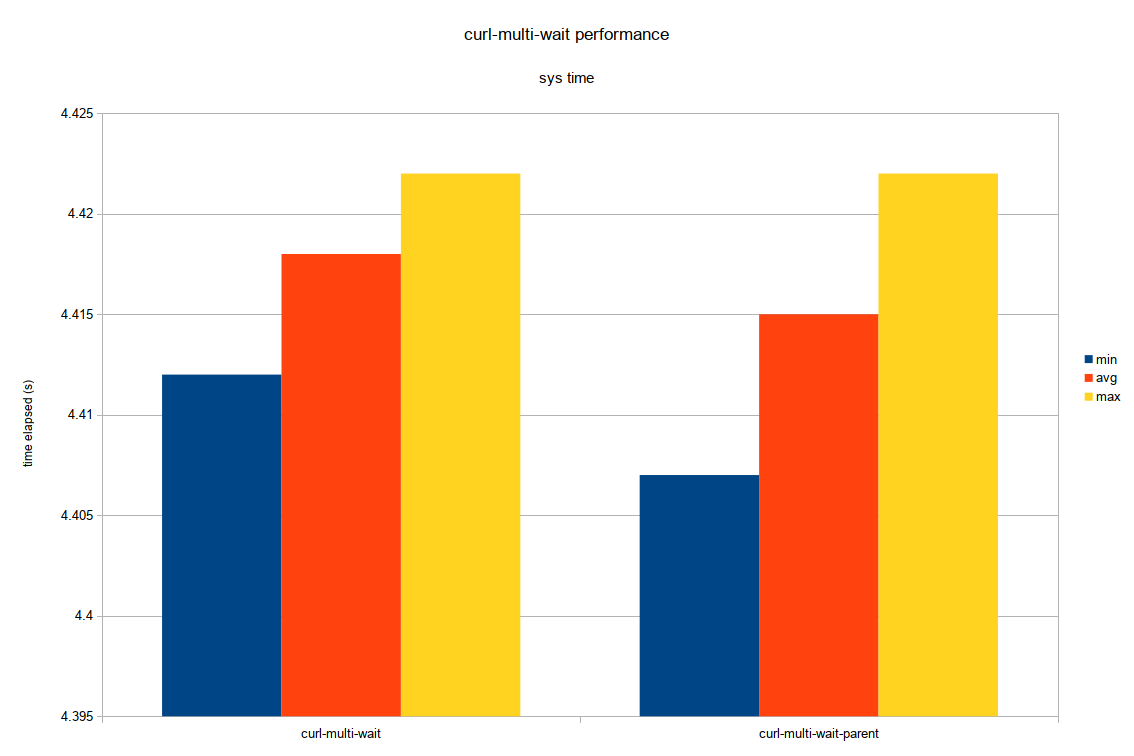 curl-multi-wait performance
sys time
4.425
4.42
4.415
4.41
4.405
4.4
4.395
time elapsed (s)
curl-multi-wait
curl-multi-wait-parent
min
avg
max